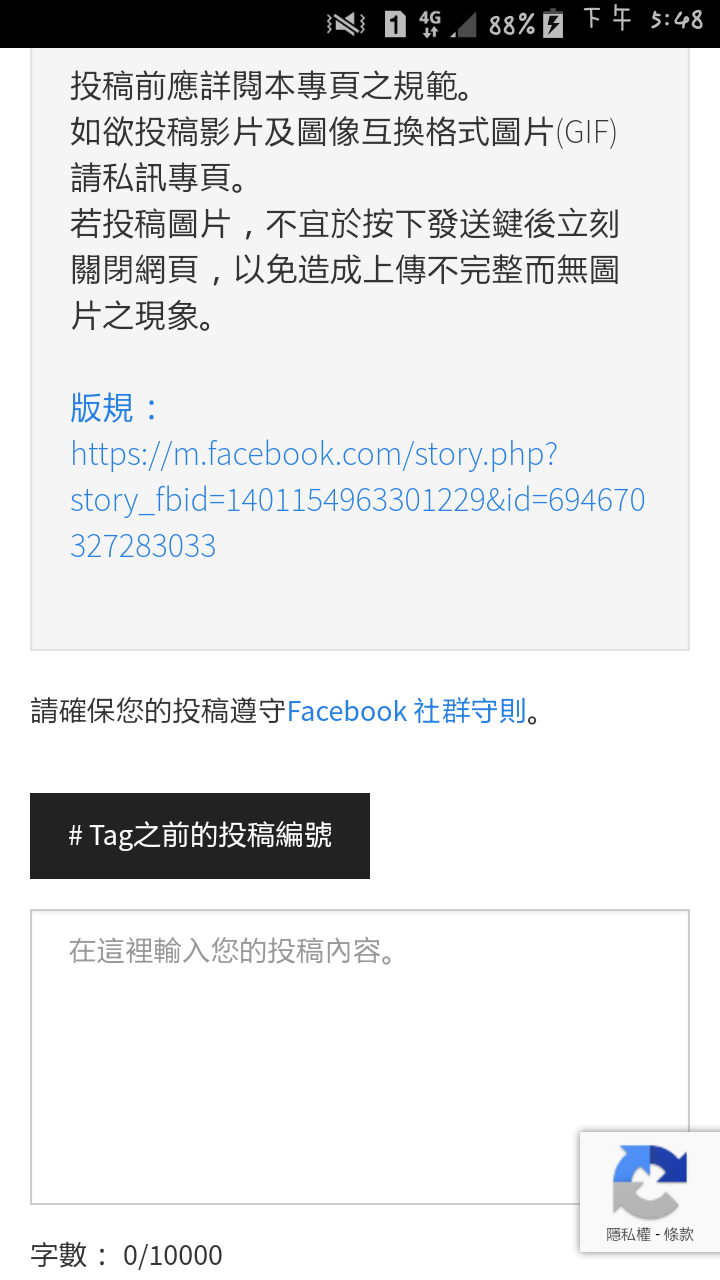 1 4G 88% 下午 5:48
投稿前應詳閱本專頁之規範。
如欲投稿影片及圖像互換格式圖片(GIF)
請私訊專頁。
若投稿圖片，不宜於按下發送鍵後立刻
關閉網頁，以免造成上傳不完整而無圖
片之現象。
版規：
https://m.facebook.com/story.php?
story_fbid=1401154963301229&id=694670
327283033
請確保您的投稿遵守Facebook 社群守則。
# Tag之前的投稿編號
在這裡輸入您的投稿內容。
隱私權 - 條款
字數： 0/10000